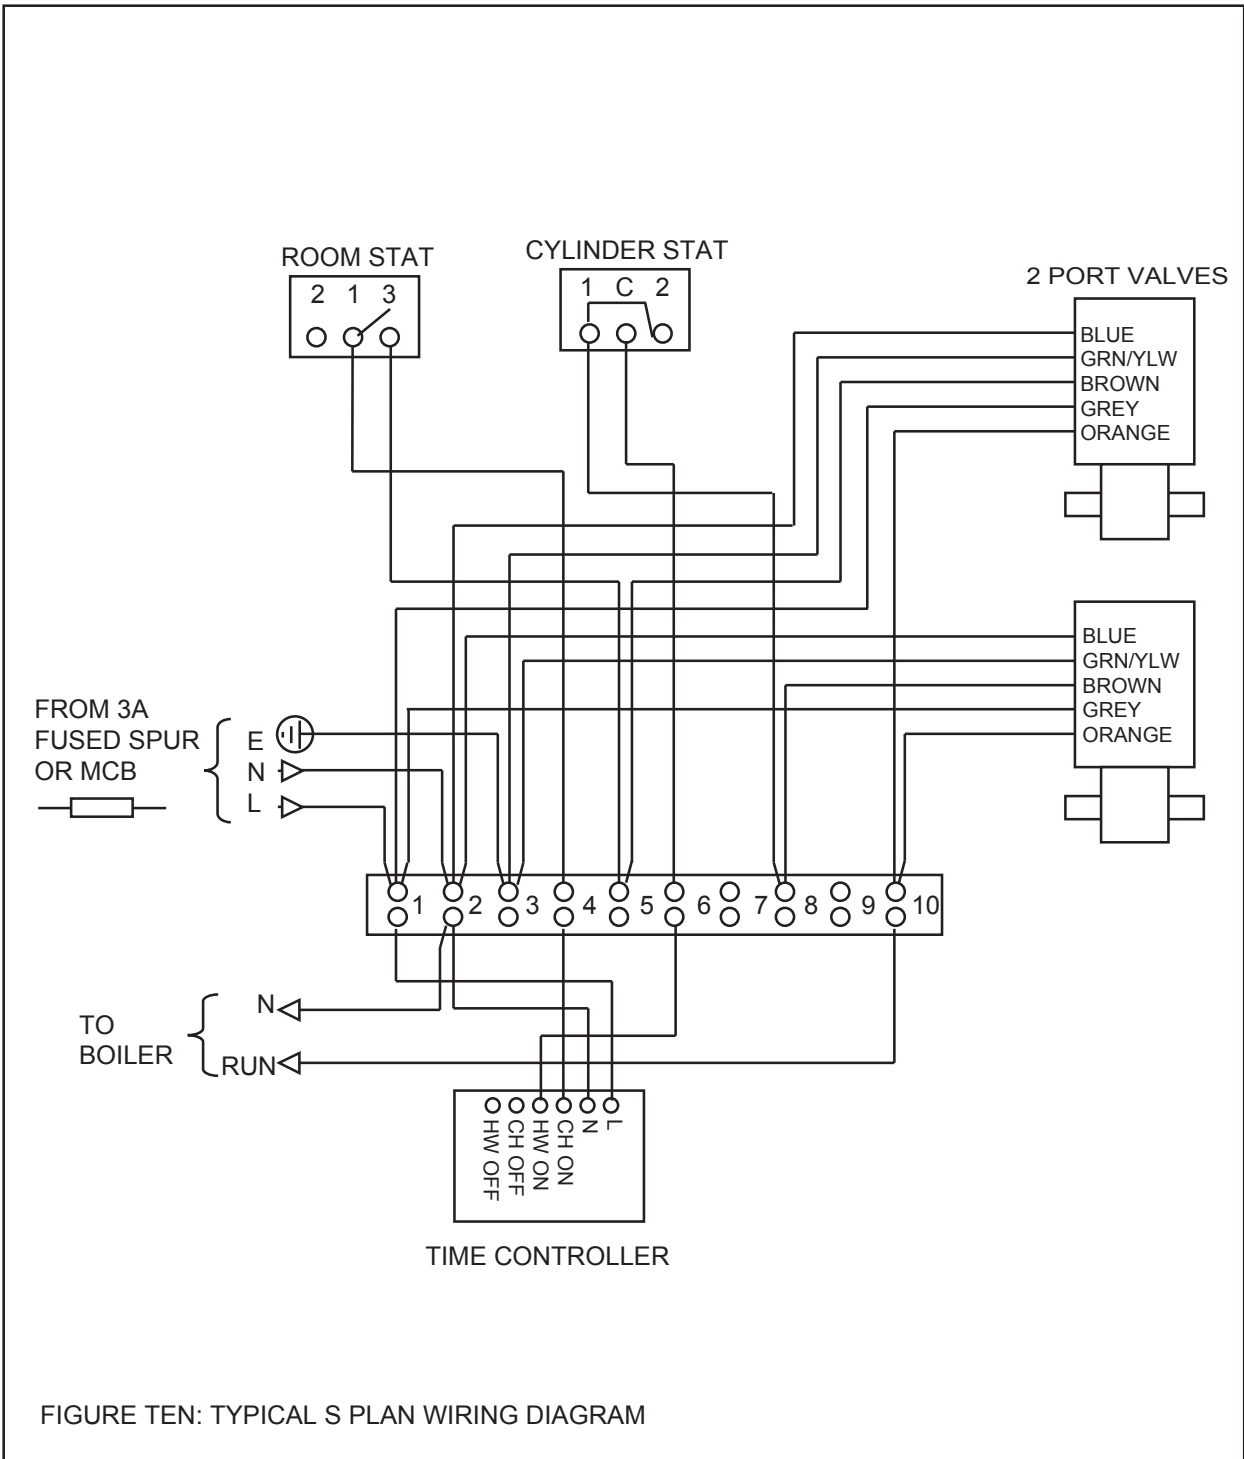 ROOM STAT
2 1 3
CYLINDER STAT
1 C 2
2 PORT VALVES
BLUE
GRN/YLW
BROWN
GREY
ORANGE
BLUE
GRN/YLW
BROWN
GREY
ORANGE
FROM 3A
FUSED SPUR
OR MCB
E
N
L
1 2 3 4 5 6 7 8 9 10
TO
BOILER
N
RUN
HW OFF
CH OFF
HW ON
CH ON
N
L
TIME CONTROLLER
FIGURE TEN: TYPICAL S PLAN WIRING DIAGRAM